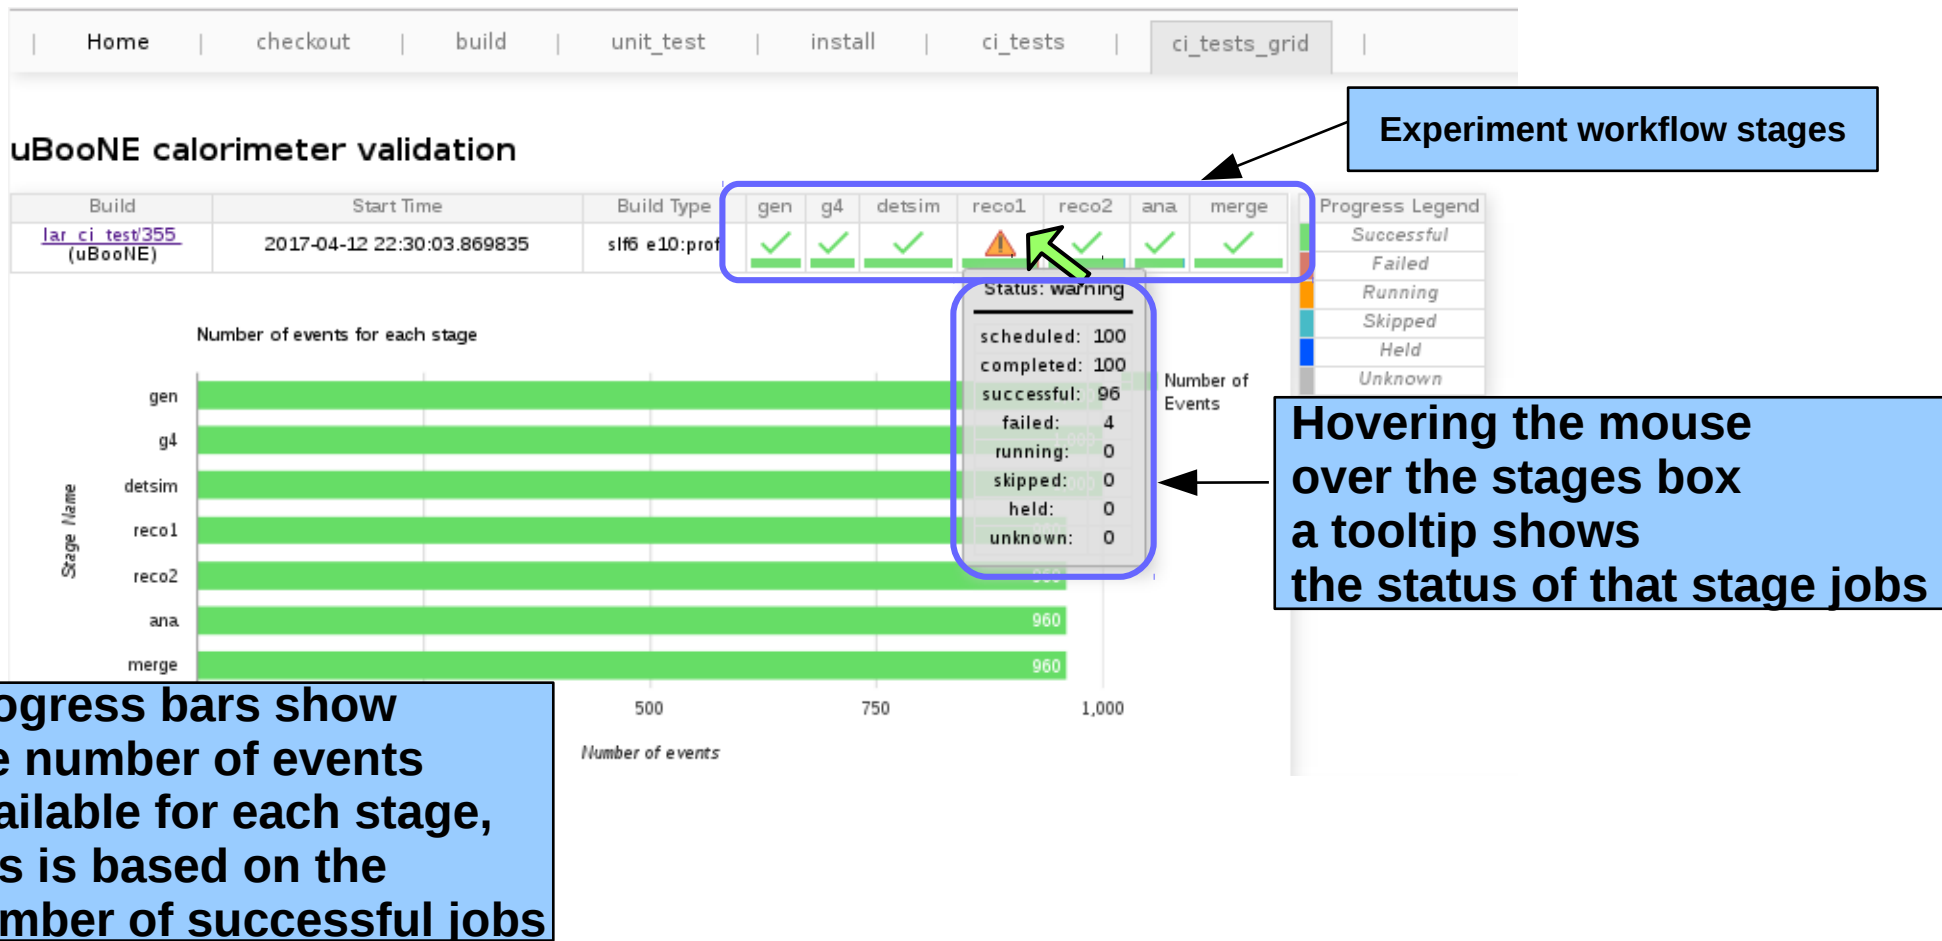 | Home | checkout | build | unit_test | install | ci_tests | ci_tests_grid |
Experiment workflow stages
uBooNE calorimeter validation
Build Start Time Build Type gen g4 detsim reco1 reco2 ana merge
lar_ci_test/355 2017-04-12 22:30:03.869835 slf6 e10:prof
(uBooNE)
Progress Legend
Successful
Failed
Running
Skipped
Held
Unknown
Status: warning
scheduled: 100
completed: 100
successful: 96
failed: 4
running: 0
skipped: 0
held: 0
unknown: 0
Number of events for each stage
Number of
Events
Stage Name
gen
g4
detsim
reco1
reco2
ana 960
merge 960
500 750 1,000
Number of events
Hovering the mouse
over the stages box
a tooltip shows
the status of that stage jobs
bars show
number of events
for each stage,
is based on the
of successful jobs